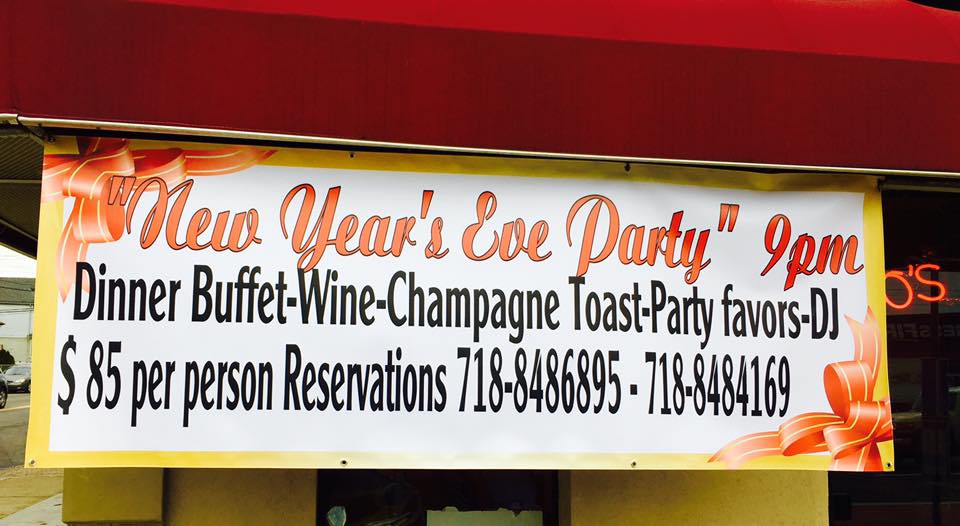 "New Year's Eve Party" 9pm
Dinner Buffet-Wine-Champagne Toast-Party favors-DJ
$ 85 per person Reservations 718-8486895 - 718-8484169
O'S